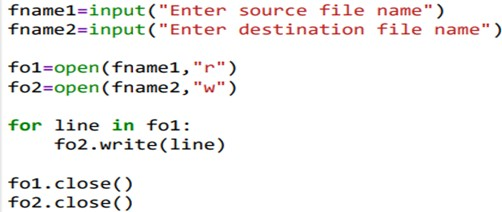 fname1=input("Enter source file name")
fname2=input("Enter destination file name")
fo1=open(fname1,"r")
fo2=open(fname2,"w")
for line in fo1:
    fo2.write(line)
fo1.close()
fo2.close()